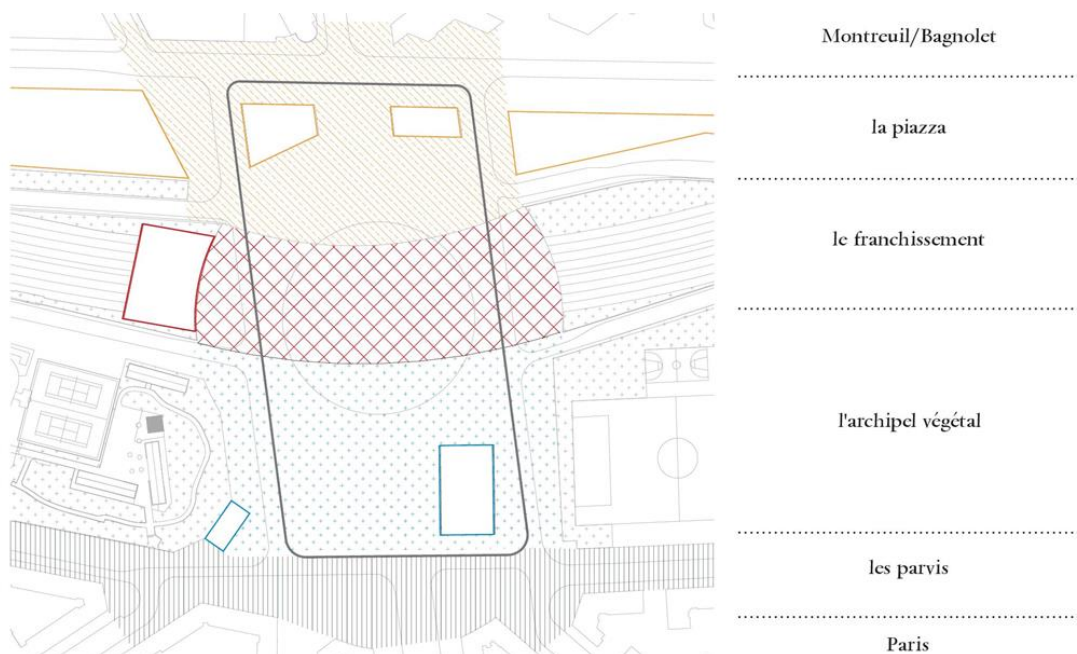 Montreuil/Bagnolet
la piazza
le franchissement
l'archipel végétal
les parvis
Paris